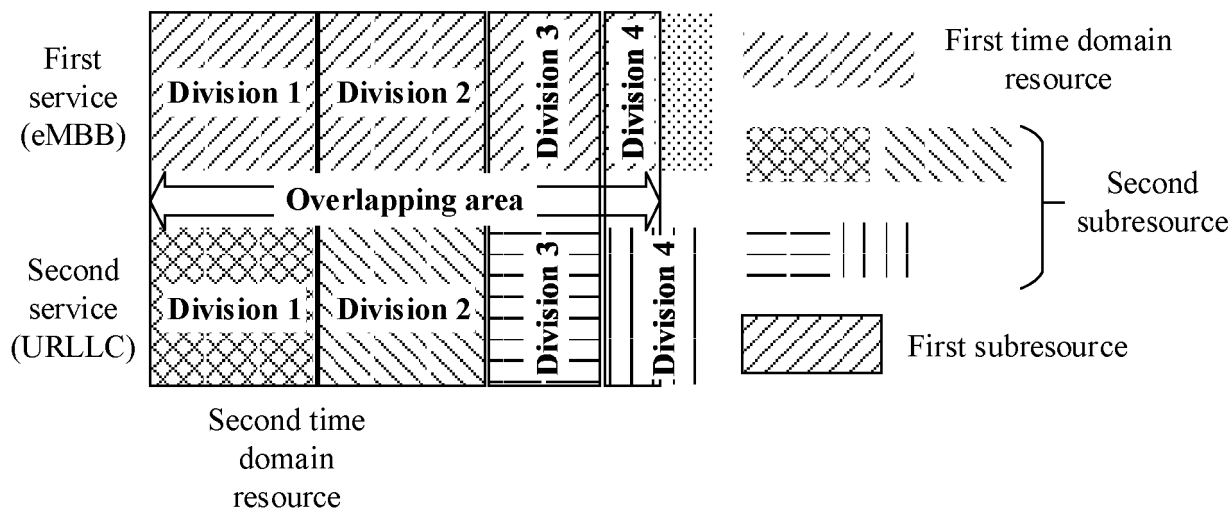 First
service
(eMBB)
Division 1
Division 2
Division 3
Division 4
Overlapping area
Second
service
(URLLC)
Division 1
Division 2
Division 3
Division 4
Second time
domain
resource
First time domain
resource
Second
subresource
First subresource